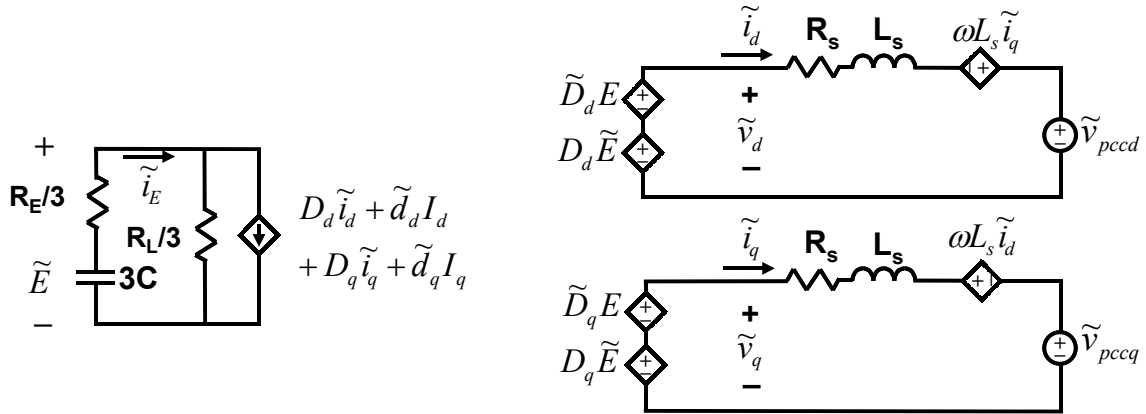 +
R_E/3
ĩ_E
R_L/3
Ẽ
3C
−
D_d ĩ_d + d̃_d I_d
+ D_q ĩ_q + d̃_q I_q
ĩ_d
R_s
L_s
ωL_s ĩ_q
D̃_d E
D_d Ẽ
+
ṽ_d
−
ṽ_pccd
ĩ_q
R_s
L_s
ωL_s ĩ_d
D̃_q E
D_q Ẽ
+
ṽ_q
−
ṽ_pccq